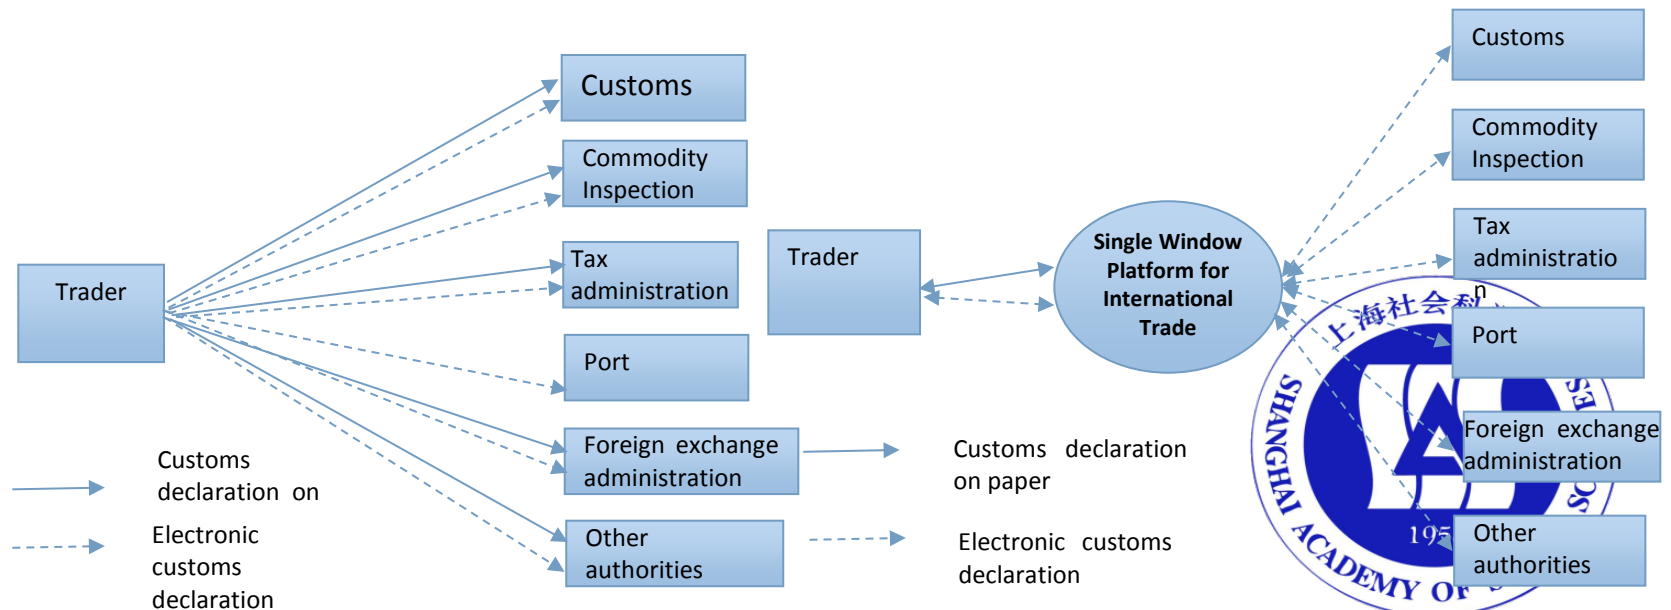 Customs
Commodity
Inspection
Trader
Tax
administration
Port
Foreign exchange
administration
Other
authorities
Customs
declaration on
Electronic
customs
declaration
Trader
Single Window
Platform for
International
Trade
Customs declaration
on paper
Electronic customs
declaration
Customs
Commodity
Inspection
Tax
administratio
n
Port
Foreign exchange
administration
Other
authorities
上海社会科
SHANGHAI ACADEMY OF
195